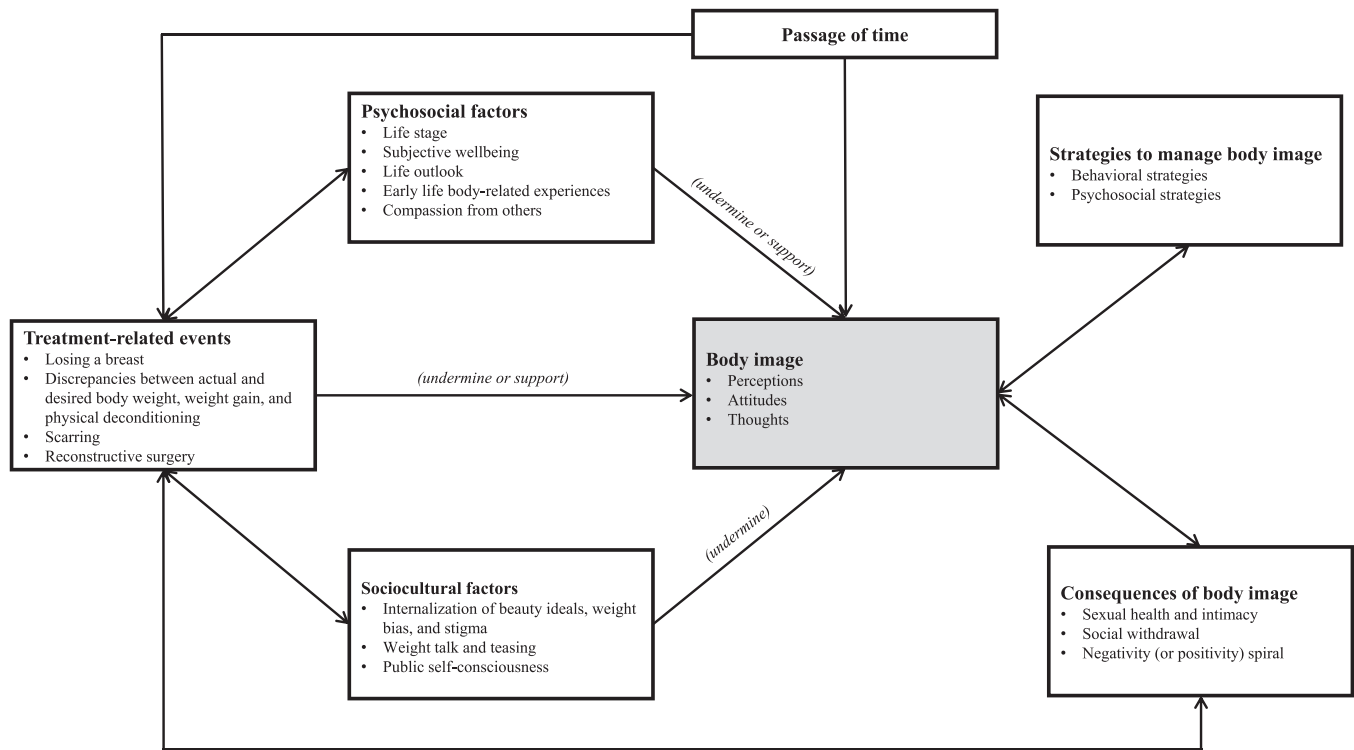 Passage of time
Psychosocial factors
• Life stage
• Subjective wellbeing
• Life outlook
• Early life body-related experiences
• Compassion from others
(undermine or support)
Strategies to manage body image
• Behavioral strategies
• Psychosocial strategies
Treatment-related events
• Losing a breast
• Discrepancies between actual and
desired body weight, weight gain, and
physical deconditioning
• Scarring
• Reconstructive surgery
(undermine or support)
Body image
• Perceptions
• Attitudes
• Thoughts
Sociocultural factors
• Internalization of beauty ideals, weight
bias, and stigma
• Weight talk and teasing
• Public self-consciousness
(undermine)
Consequences of body image
• Sexual health and intimacy
• Social withdrawal
• Negativity (or positivity) spiral